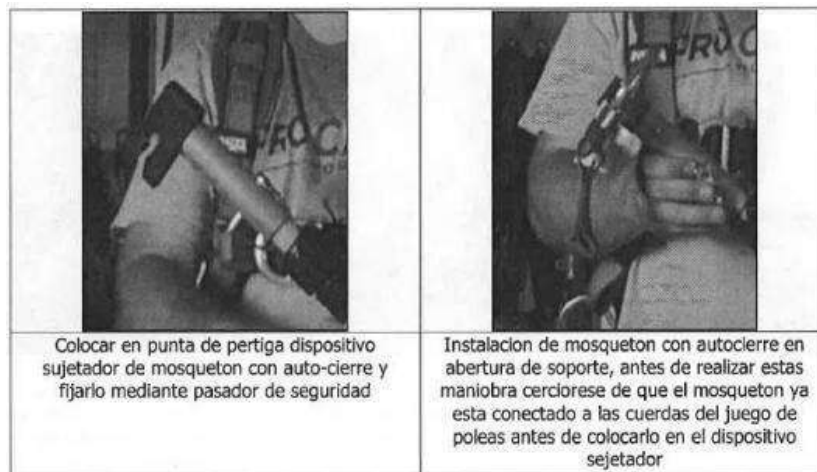 PRO C
PRO C
Colocar en punta de pertiga dispositivo
sujetador de mosqueton con auto-cierre y
fijarlo mediante pasador de seguridad
Instalacion de mosqueton con autocierre en
abertura de soporte, antes de realizar estas
maniobra cerciorese de que el mosqueton ya
esta conectado a las cuerdas del juego de
poleas antes de colocarlo en el dispositivo
sejetador